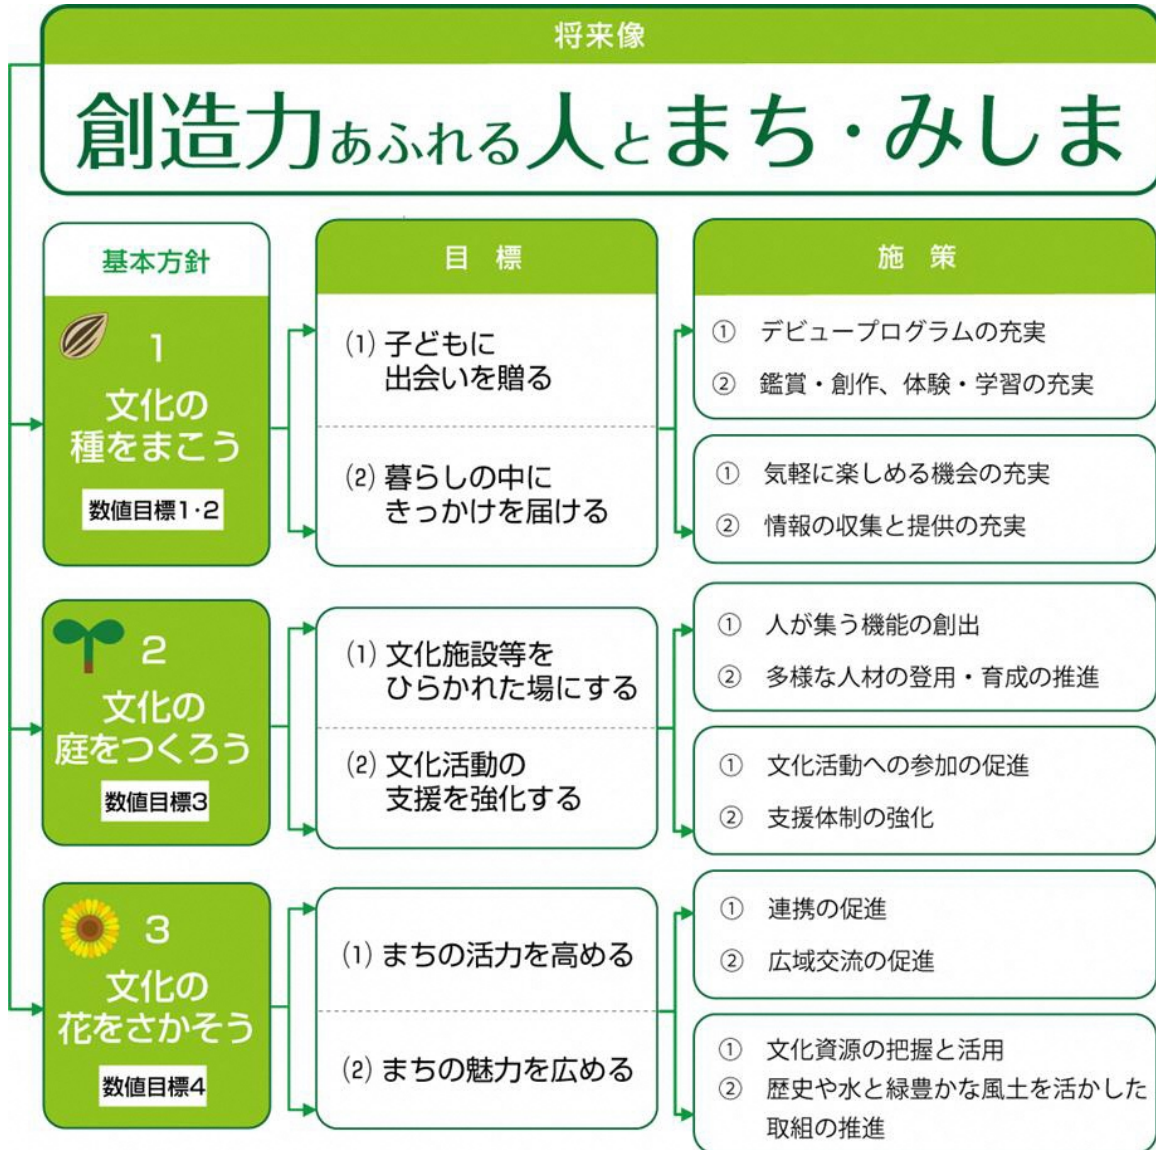 将来像
創造力あふれる人とまち・みしま
基本方針
目標
施策
1
文化の
種をまこう
数値目標1・2
(1) 子どもに
出会いを贈る
(2) 暮らしの中に
きっかけを届ける
① デビュープログラムの充実
② 鑑賞・創作、体験・学習の充実
① 気軽に楽しめる機会の充実
② 情報の収集と提供の充実
2
文化の
庭をつくろう
数値目標3
(1) 文化施設等を
ひらかれた場にする
(2) 文化活動の
支援を強化する
① 人が集う機能の創出
② 多様な人材の登用・育成の推進
① 文化活動への参加の促進
② 支援体制の強化
3
文化の
花をさかそう
数値目標4
(1) まちの活力を高める
(2) まちの魅力を広める
① 連携の促進
② 広域交流の促進
① 文化資源の把握と活用
② 歴史や水と緑豊かな風土を活かした
取組の推進